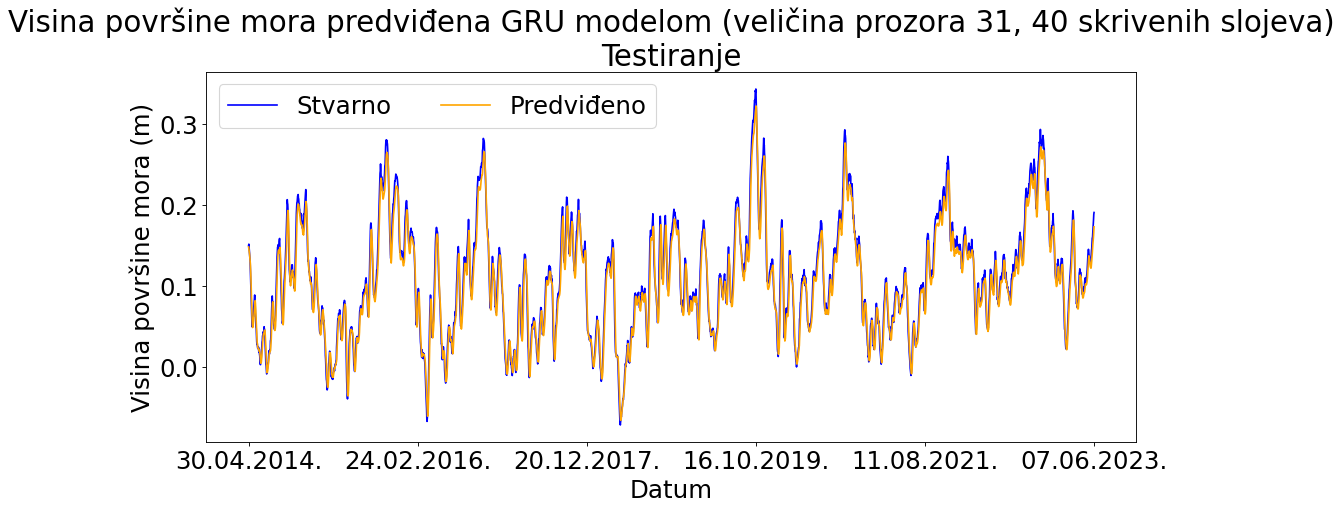 Visina površine mora predviđena GRU modelom (veličina prozora 31, 40 skrivenih slojeva)
Testiranje
Stvarno Predviđeno
Visina površine mora (m)
0.3
0.2
0.1
0.0
30.04.2014. 24.02.2016. 20.12.2017. 16.10.2019. 11.08.2021. 07.06.2023.
Datum